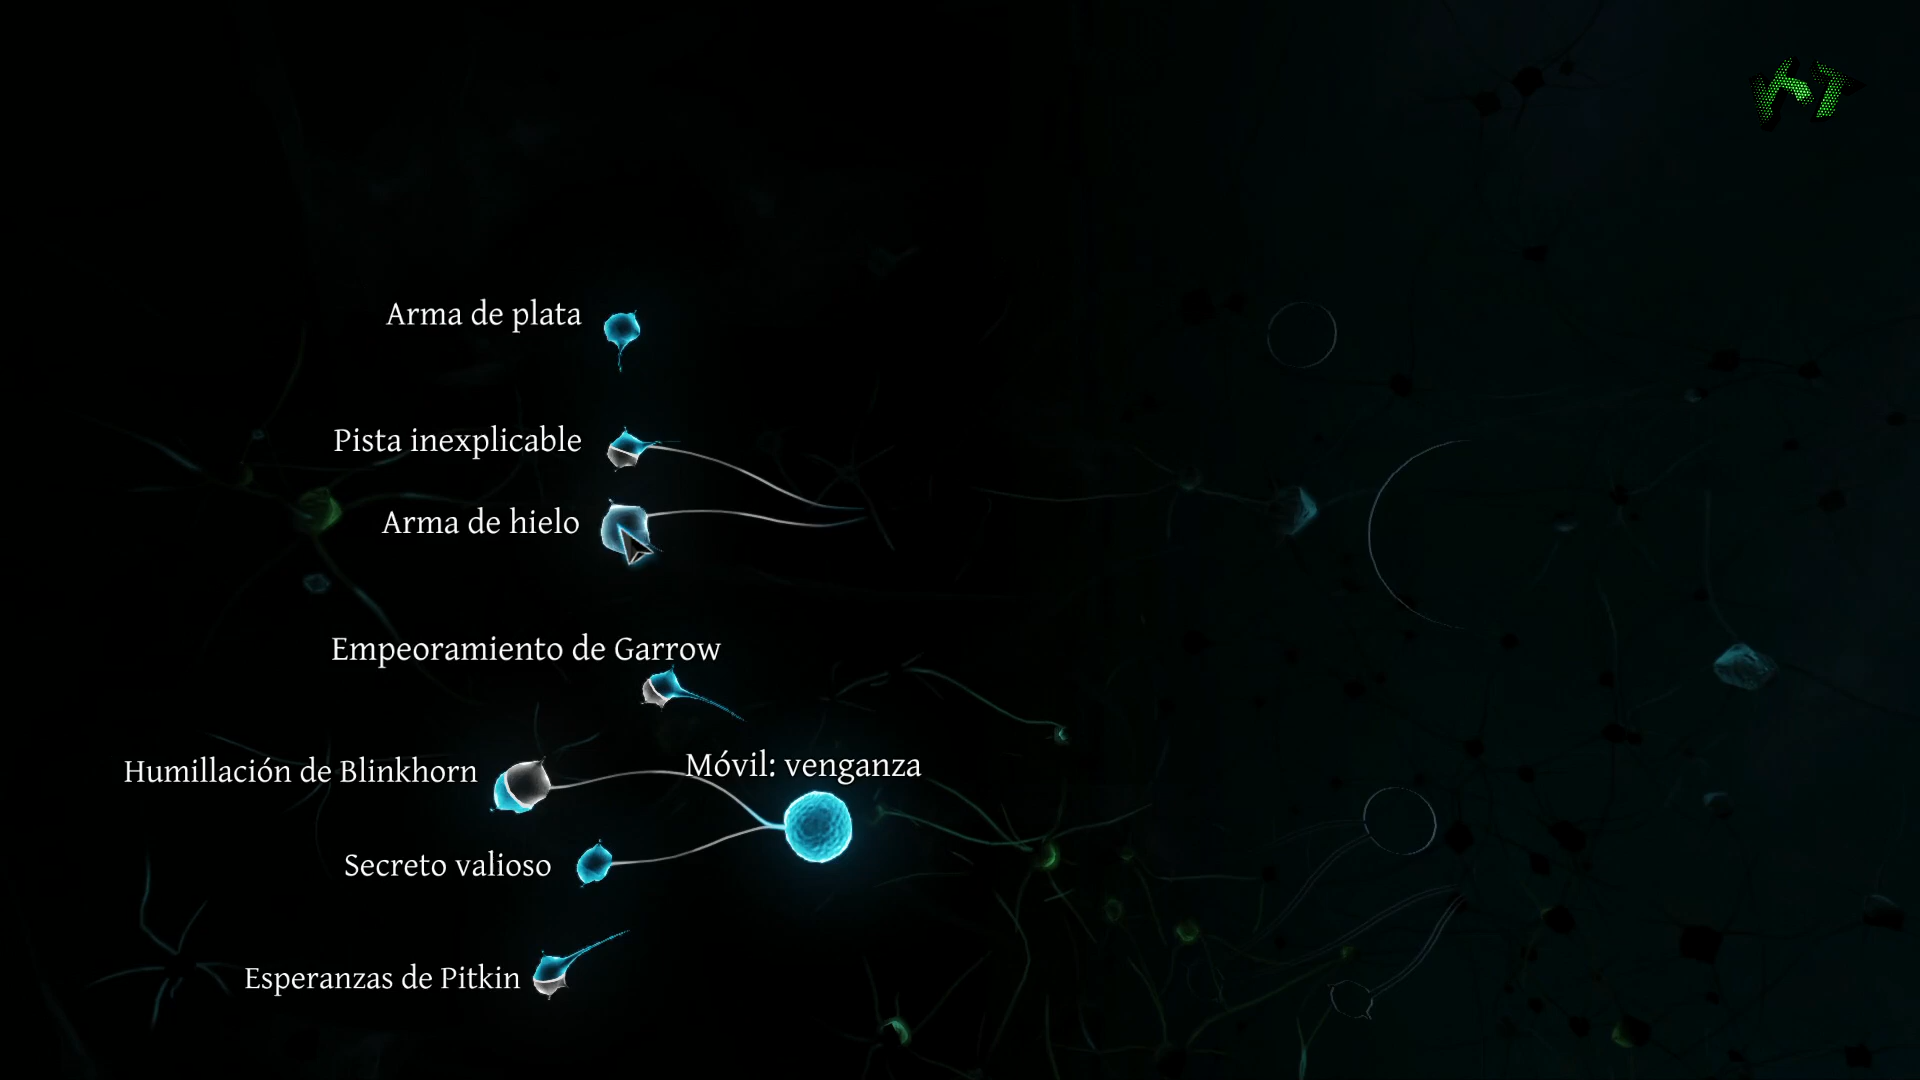 KT
Arma de plata
Pista inexplicable
Arma de hielo
Empeoramiento de Garrow
Móvil: venganza
Humillación de Blinkhorn
Secreto valioso
Esperanzas de Pitkin